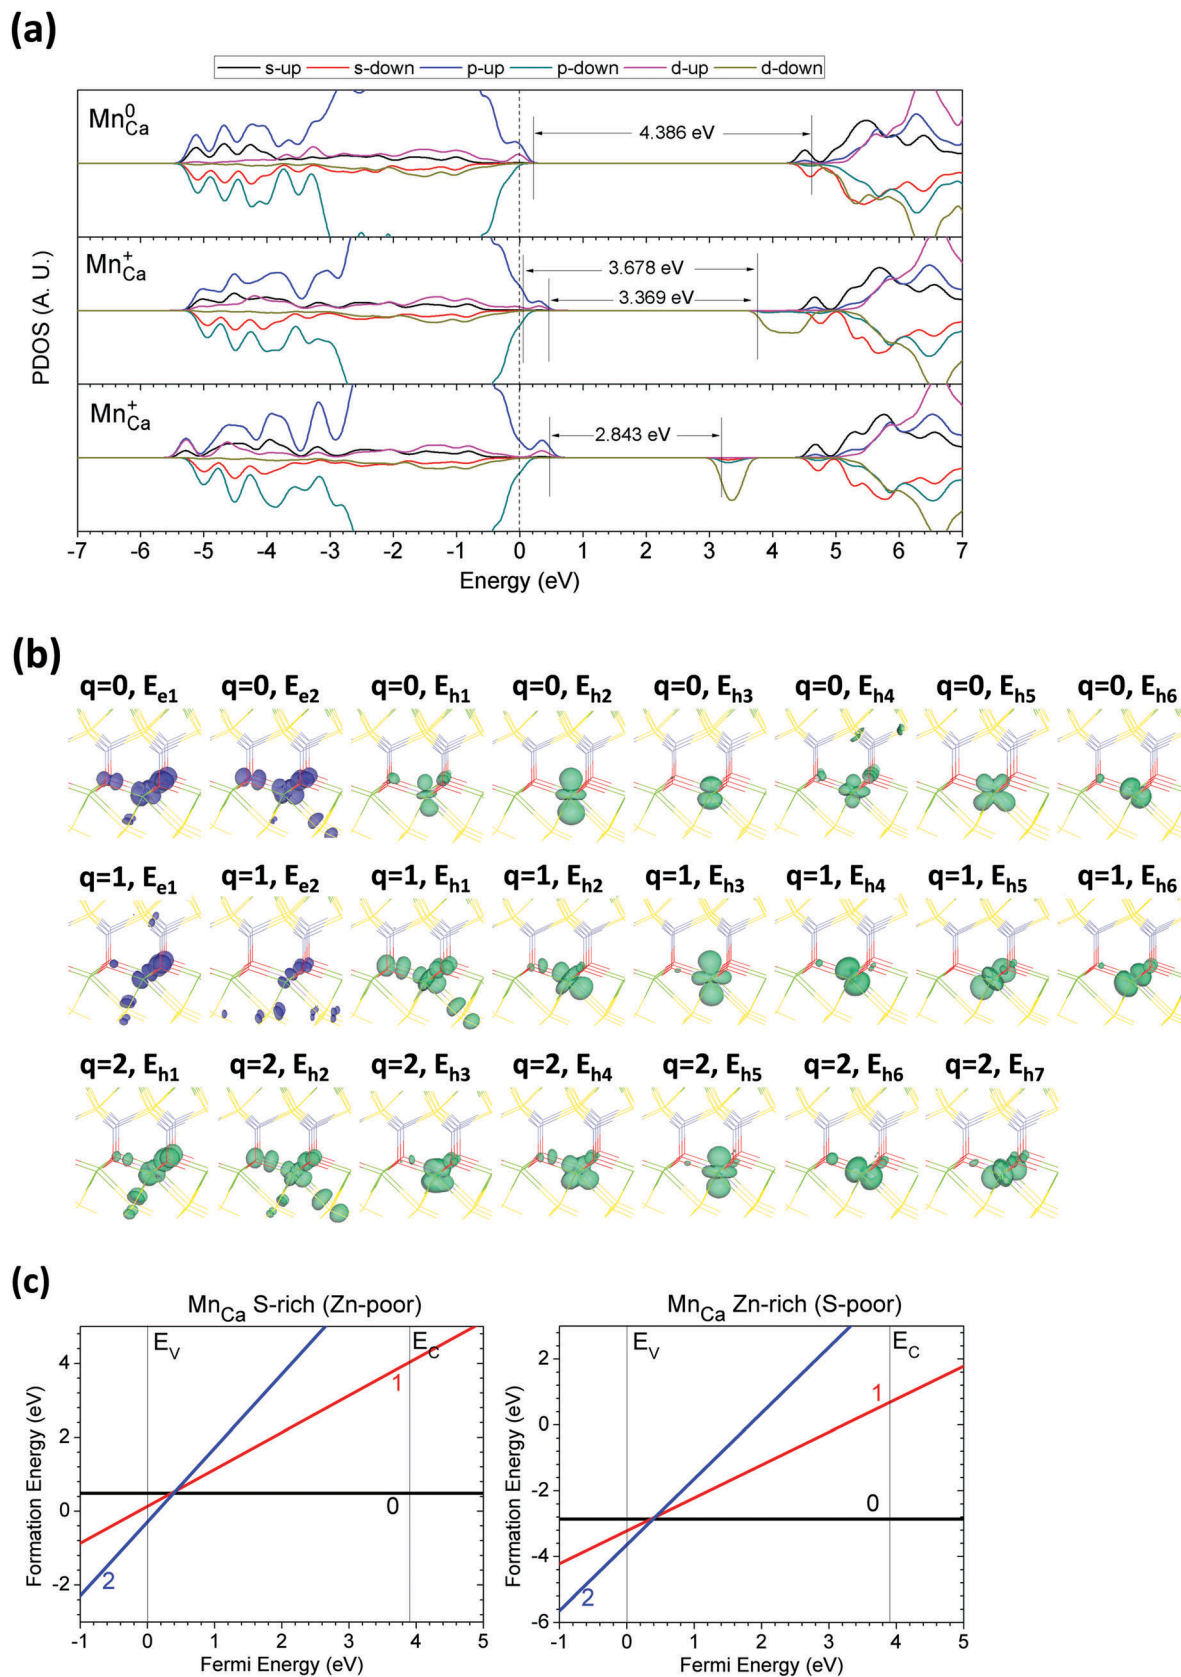 (a)
s-up s-down p-up p-down d-up d-down
Mn⁰Ca
4.386 eV
Mn⁺Ca
3.678 eV
3.369 eV
Mn⁺Ca
2.843 eV
PDOS (A. U.)
-7 -6 -5 -4 -3 -2 -1 0 1 2 3 4 5 6 7
Energy (eV)
(b)
q=0, Ee1 q=0, Ee2 q=0, Eh1 q=0, Eh2 q=0, Eh3 q=0, Eh4 q=0, Eh5 q=0, Eh6
q=1, Ee1 q=1, Ee2 q=1, Eh1 q=1, Eh2 q=1, Eh3 q=1, Eh4 q=1, Eh5 q=1, Eh6
q=2, Eh1 q=2, Eh2 q=2, Eh3 q=2, Eh4 q=2, Eh5 q=2, Eh6 q=2, Eh7
(c)
MnCa S-rich (Zn-poor)
EV EC
4
2
0
-2
1
0
2
Formation Energy (eV)
-1 0 1 2 3 4 5
Fermi Energy (eV)
MnCa Zn-rich (S-poor)
EV EC
2
0
-2
-4
-6
1
0
2
Formation Energy (eV)
-1 0 1 2 3 4 5
Fermi Energy (eV)